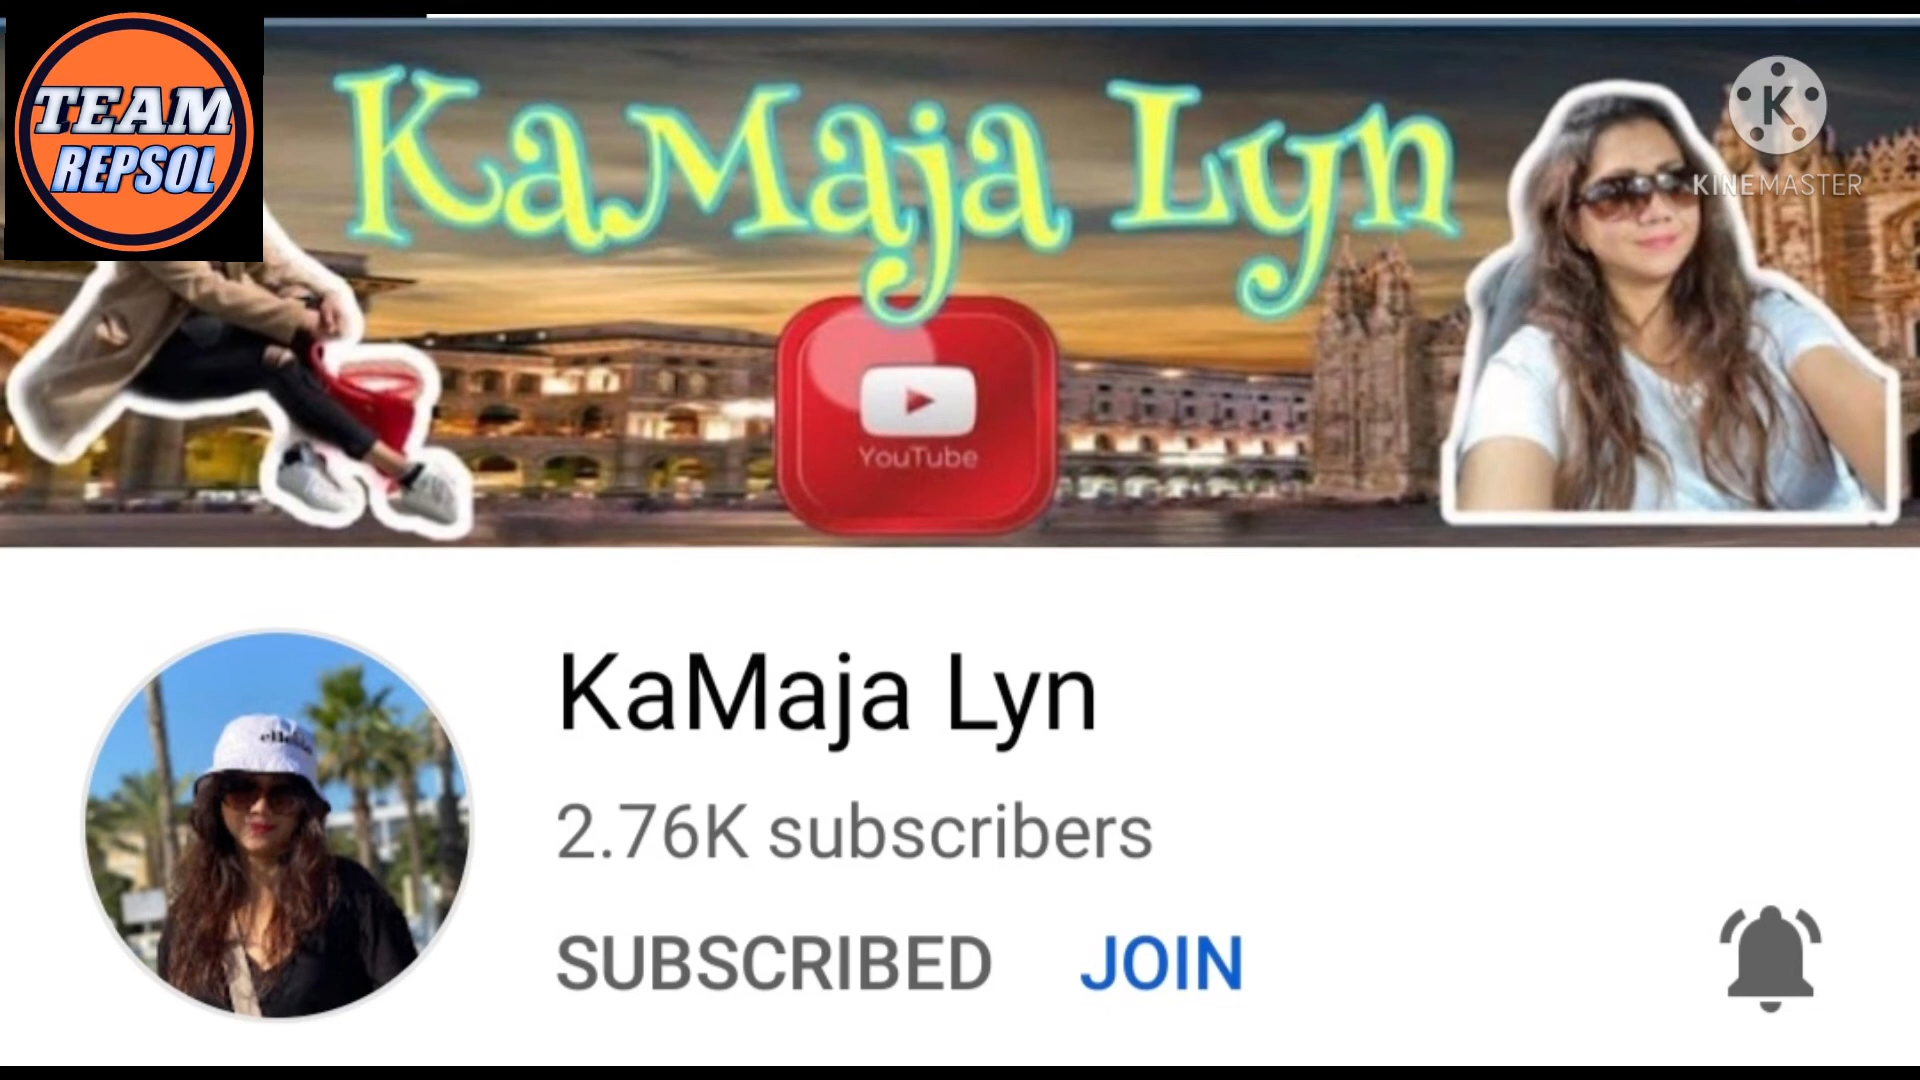 TEAM
REPSOL
KaMaja Lyn
KINEMASTER
YouTube
KaMaja Lyn
2.76K subscribers
SUBSCRIBED JOIN